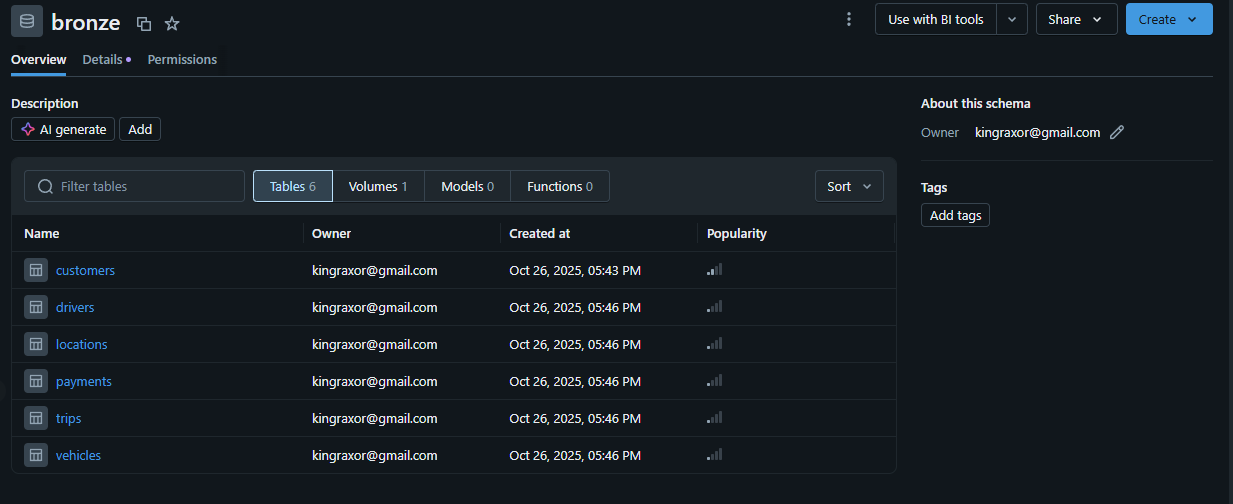 bronze
Use with BI tools Share Create
Overview Details Permissions
Description
AI generate Add
About this schema
Owner kingraxor@gmail.com
Filter tables Tables 6 Volumes 1 Models 0 Functions 0 Sort
Tags
Add tags
Name Owner Created at Popularity
customers kingraxor@gmail.com Oct 26, 2025, 05:43 PM
drivers kingraxor@gmail.com Oct 26, 2025, 05:46 PM
locations kingraxor@gmail.com Oct 26, 2025, 05:46 PM
payments kingraxor@gmail.com Oct 26, 2025, 05:46 PM
trips kingraxor@gmail.com Oct 26, 2025, 05:46 PM
vehicles kingraxor@gmail.com Oct 26, 2025, 05:46 PM